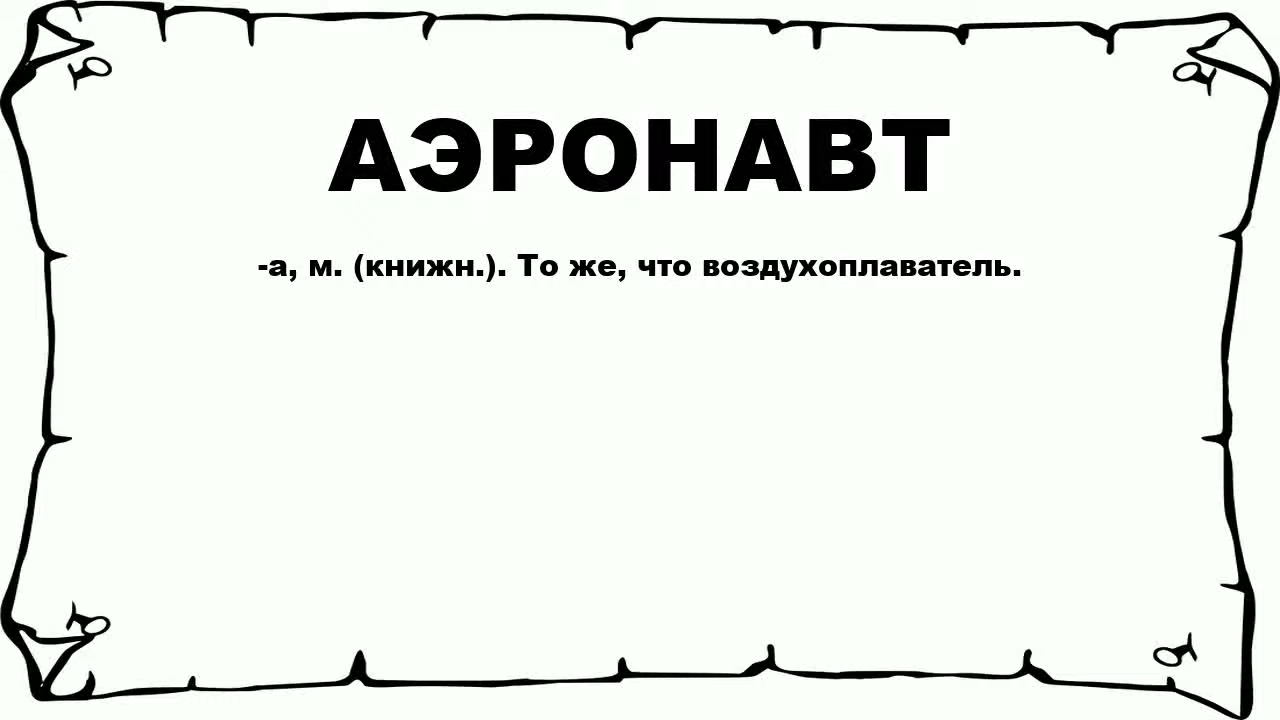 АЭРОНАВТ
-а, м. (книжн.). То же, что воздухоплаватель.